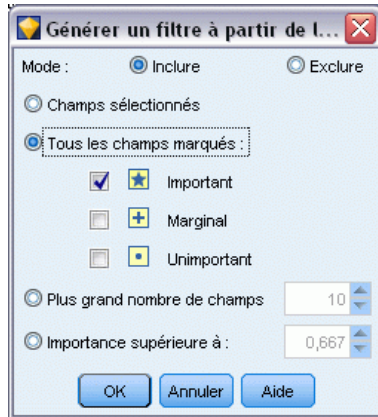 Générer un filtre à partir de l...
Mode : Inclure Exclure
Champs sélectionnés
Tous les champs marqués :
Important
Marginal
Unimportant
Plus grand nombre de champs 10
Importance supérieure à : 0,667
OK Annuler Aide